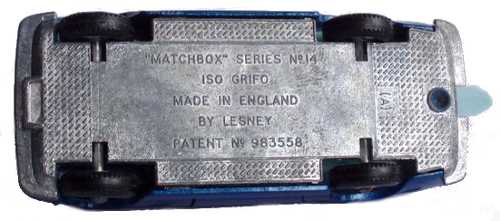 "MATCHBOX" SERIES Nº14
ISO GRIFO
MADE IN ENGLAND
BY LESNEY
PATENT Nº 983558
(A)